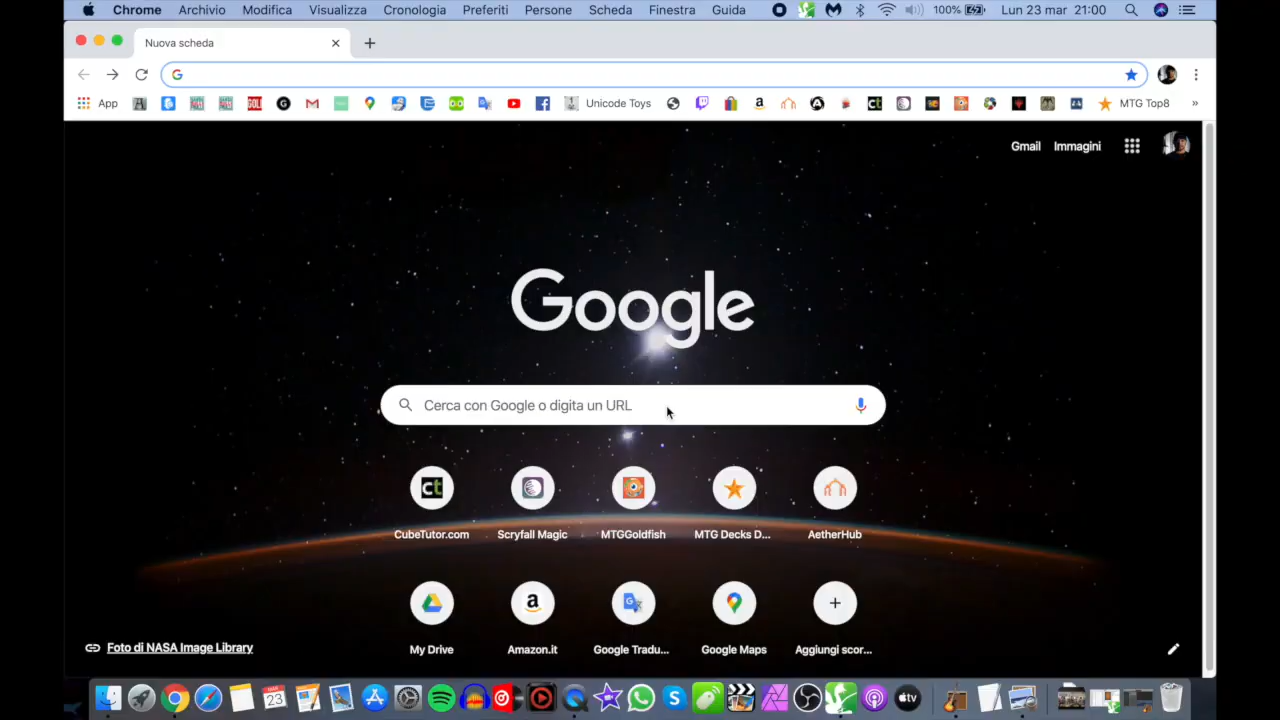 Chrome Archivio Modifica Visualizza Cronologia Preferiti Persone Scheda Finestra Guida 100% Lun 23 mar 21:00
Nuova scheda
App Unicode Toys MTG Top8 »
Gmail Immagini
Google
Cerca con Google o digita un URL
CubeTutor.com Scryfall Magic MTGGoldfish MTG Decks D... AetherHub
My Drive Amazon.it Google Tradu... Google Maps Aggiungi scor...
Foto di NASA Image Library